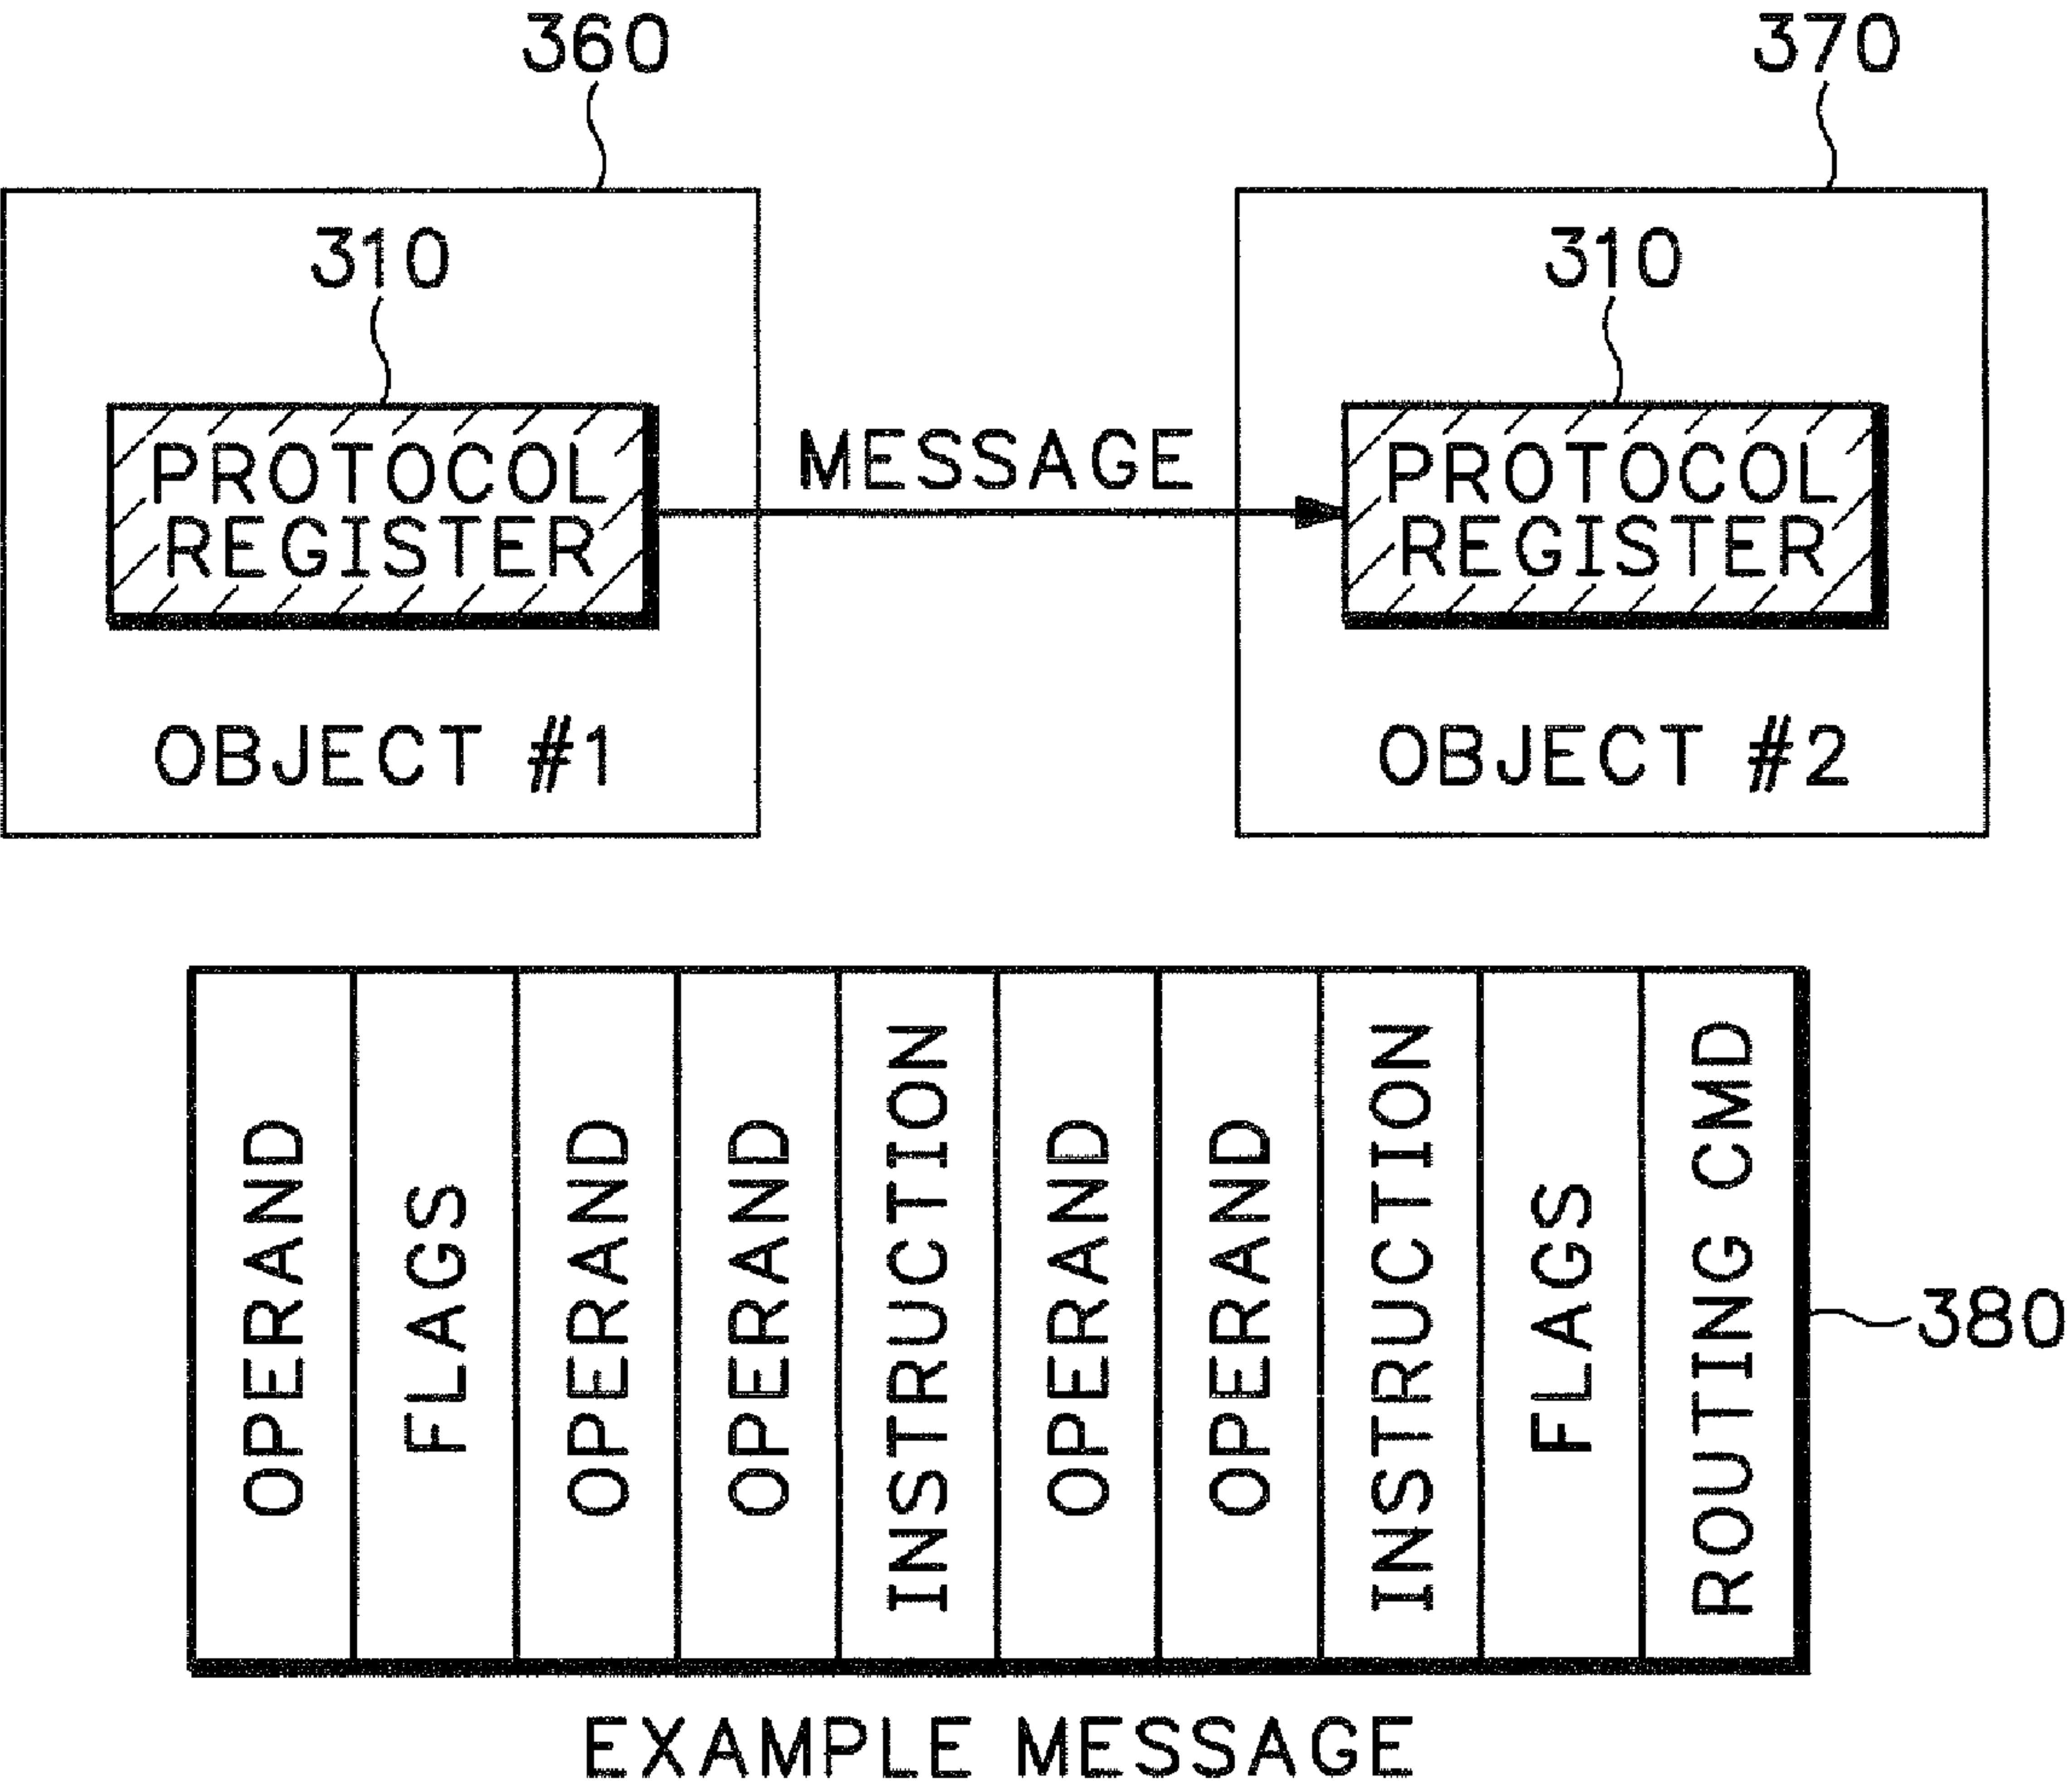 360
370
310
310
PROTOCOL
REGISTER
MESSAGE
PROTOCOL
REGISTER
OBJECT #1
OBJECT #2
OPERAND
FLAGS
OPERAND
OPERAND
INSTRUCTION
OPERAND
OPERAND
INSTRUCTION
FLAGS
ROUTING CMD
380
EXAMPLE MESSAGE